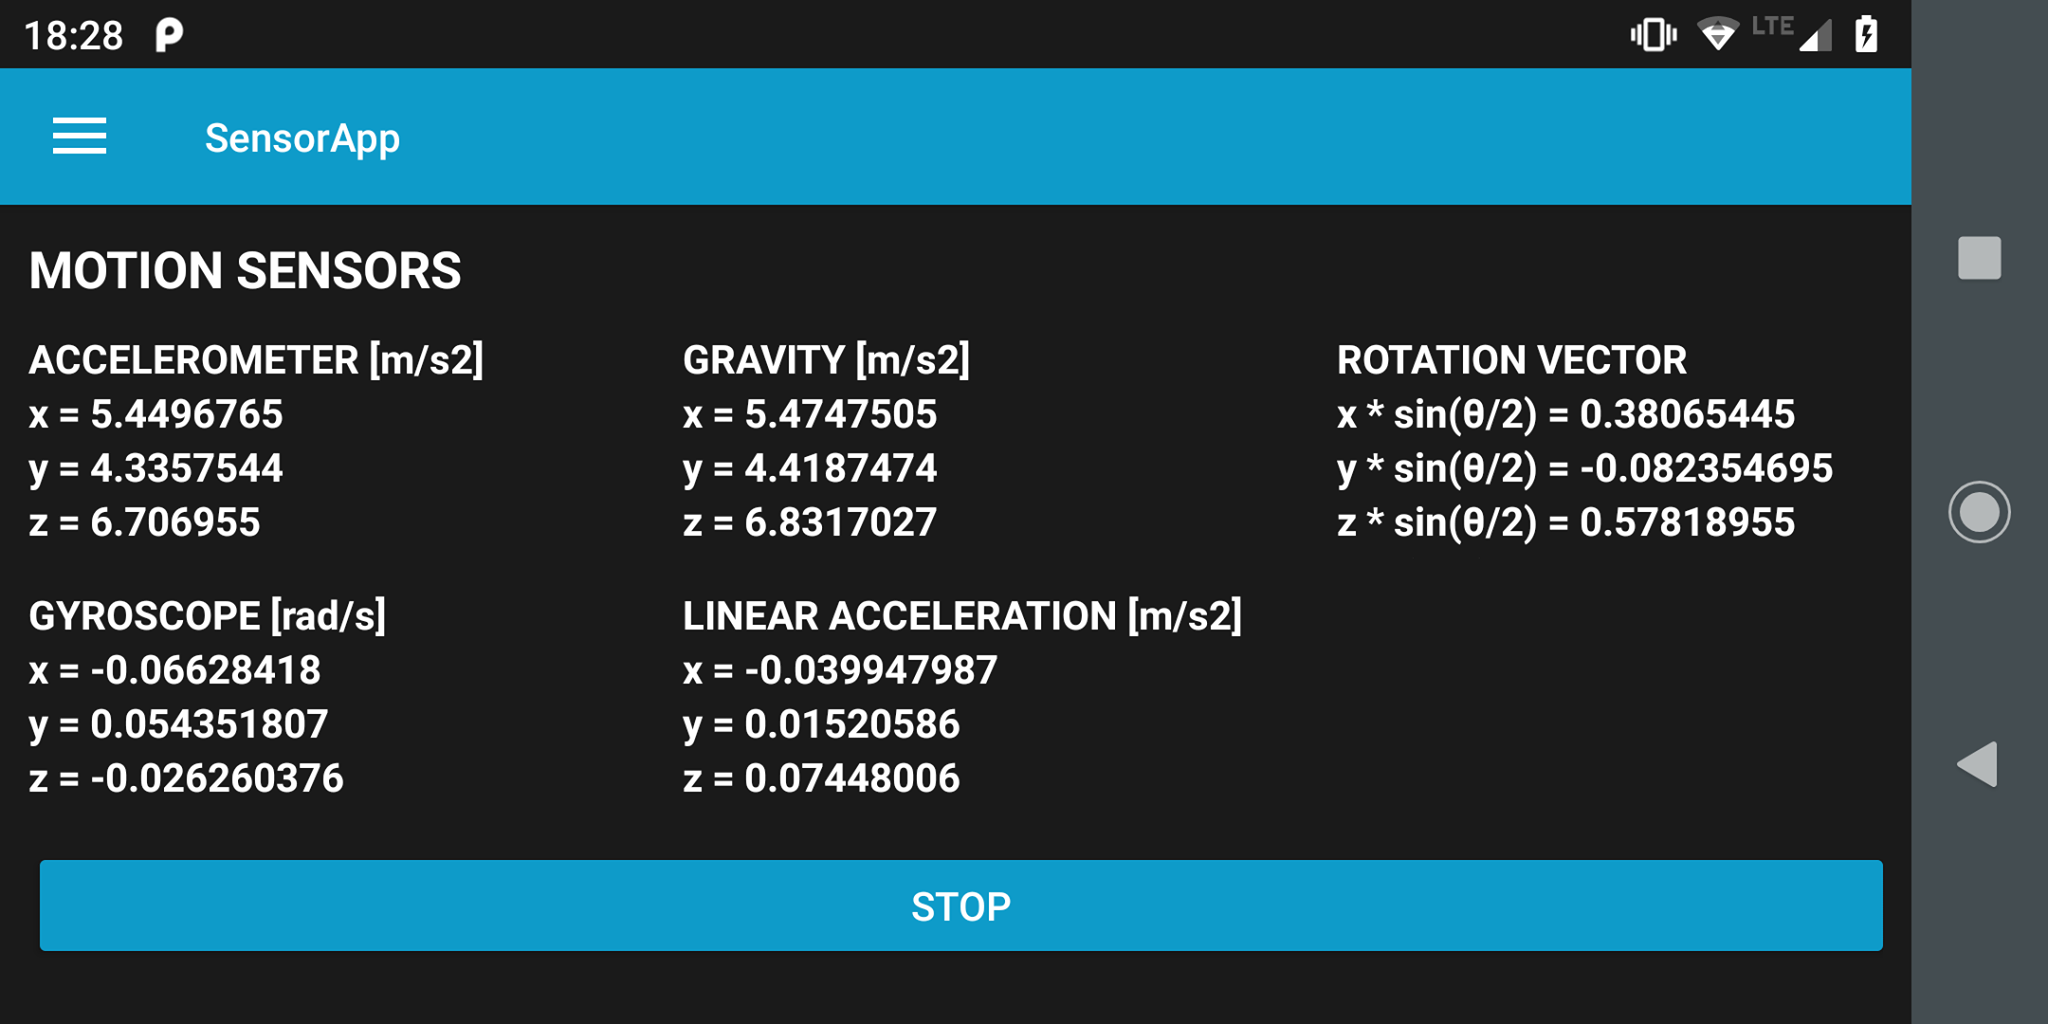 18:28
LTE
SensorApp
MOTION SENSORS
ACCELEROMETER [m/s2]
x = 5.4496765
y = 4.3357544
z = 6.706955
GRAVITY [m/s2]
x = 5.4747505
y = 4.4187474
z = 6.8317027
ROTATION VECTOR
x * sin(θ/2) = 0.38065445
y * sin(θ/2) = -0.082354695
z * sin(θ/2) = 0.57818955
GYROSCOPE [rad/s]
x = -0.06628418
y = 0.054351807
z = -0.026260376
LINEAR ACCELERATION [m/s2]
x = -0.039947987
y = 0.01520586
z = 0.07448006
STOP